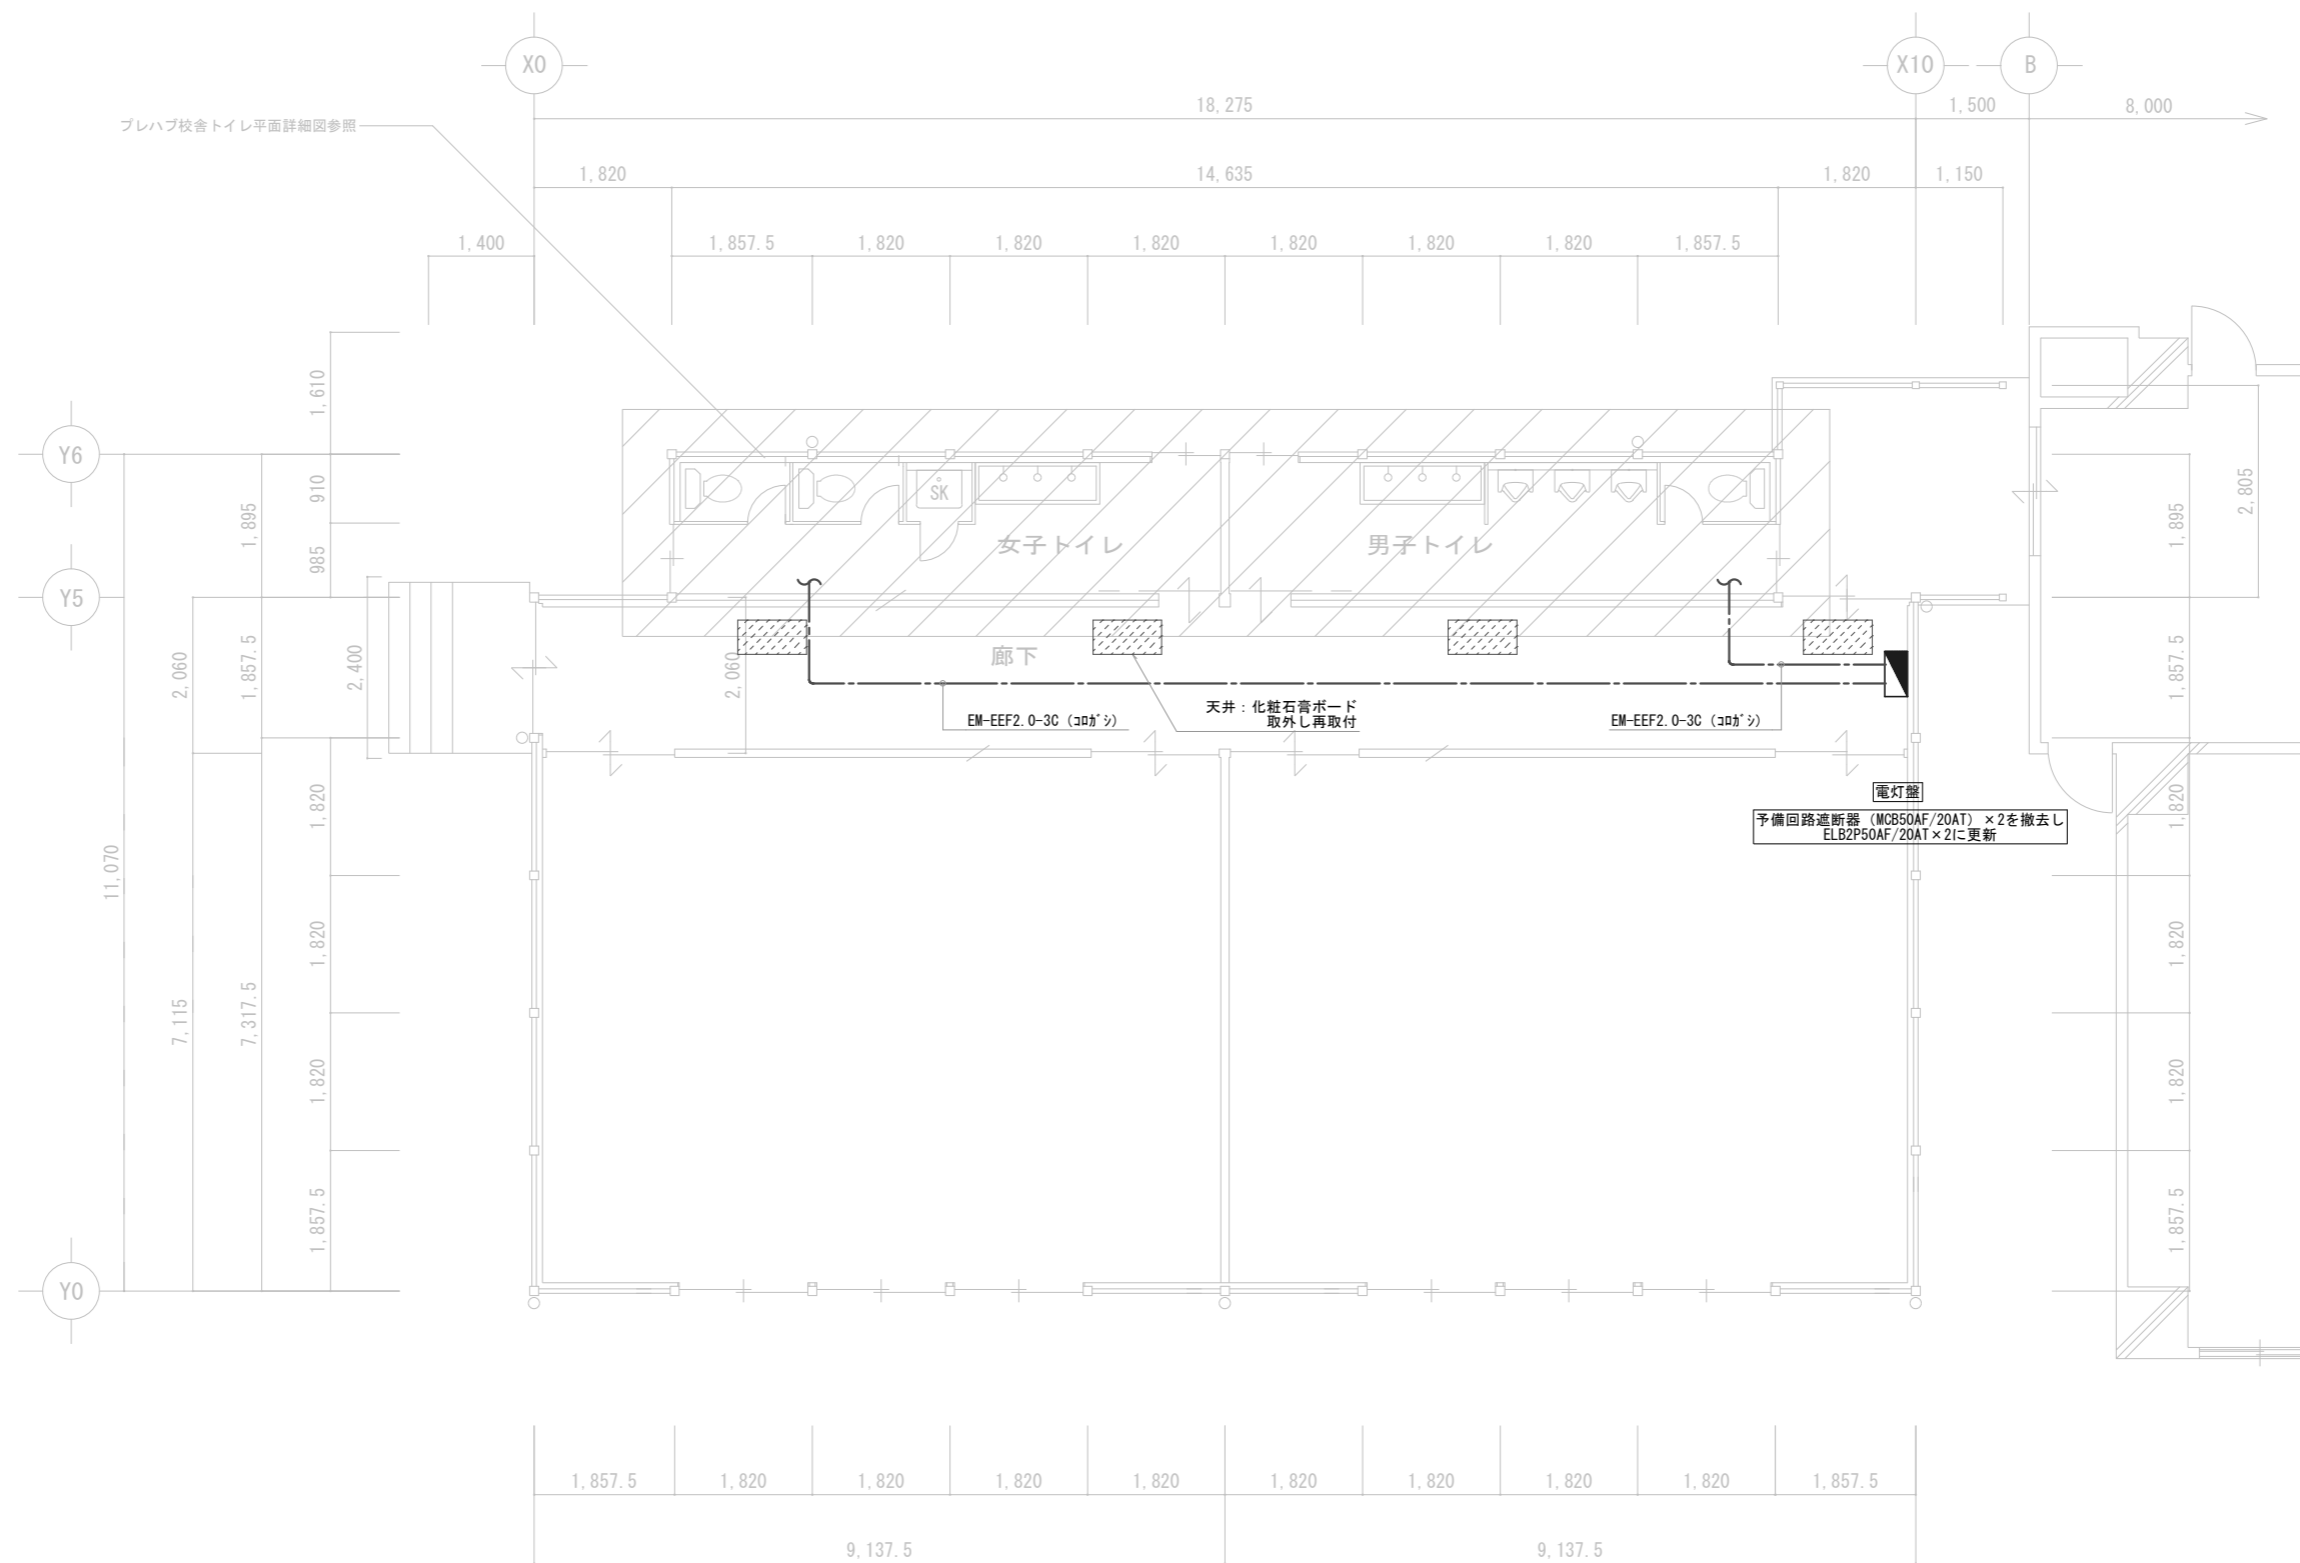 X0
X10
B
18,275
1,500
8,000
プレハブ校舎トイレ平面詳細図参照
1,820
14,635
1,820
1,150
1,400
1,857.5
1,820
1,820
1,820
1,820
1,820
1,820
1,857.5
Y6
Y5
Y0
1,610
910
985
1,895
1,857.5
2,060
2,400
2,060
11,070
7,115
7,317.5
1,820
1,820
1,820
1,857.5
SK
女子トイレ
男子トイレ
廊下
EM-EEF2.0-3C (ｺﾛｶﾞｼ)
天井：化粧石膏ボード
取外し再取付
EM-EEF2.0-3C (ｺﾛｶﾞｼ)
電灯盤
予備回路遮断器（MCB50AF/20AT）×2を撤去し
ELB2P50AF/20AT×2に更新
2,805
1,895
1,857.5
1,820
1,820
1,820
1,857.5
1,857.5
1,820
1,820
1,820
1,820
1,820
1,820
1,820
1,820
1,857.5
9,137.5
9,137.5